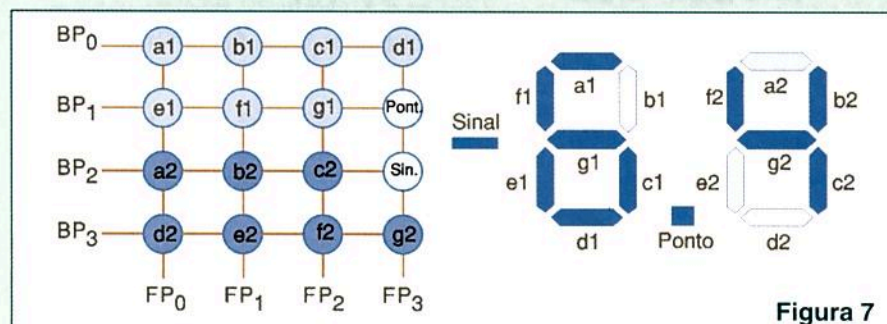 BP0 a1 b1 c1 d1
BP1 e1 f1 g1 Pont.
BP2 a2 b2 c2 Sin.
BP3 d2 e2 f2 g2
FP0 FP1 FP2 FP3
Sinal
f1 a1 b1
g1
e1 c1
d1
Ponto
f2 a2 b2
g2
e2 c2
d2
Figura 7